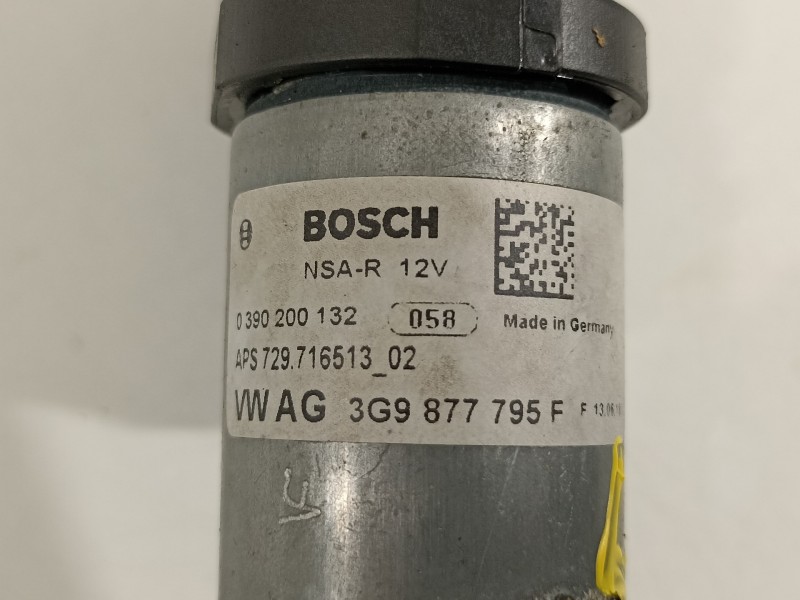 BOSCH
NSA-R 12V
0 390 200 132 058 Made in Germany
APS 729.716513_02
VW AG 3G9 877 795 F F